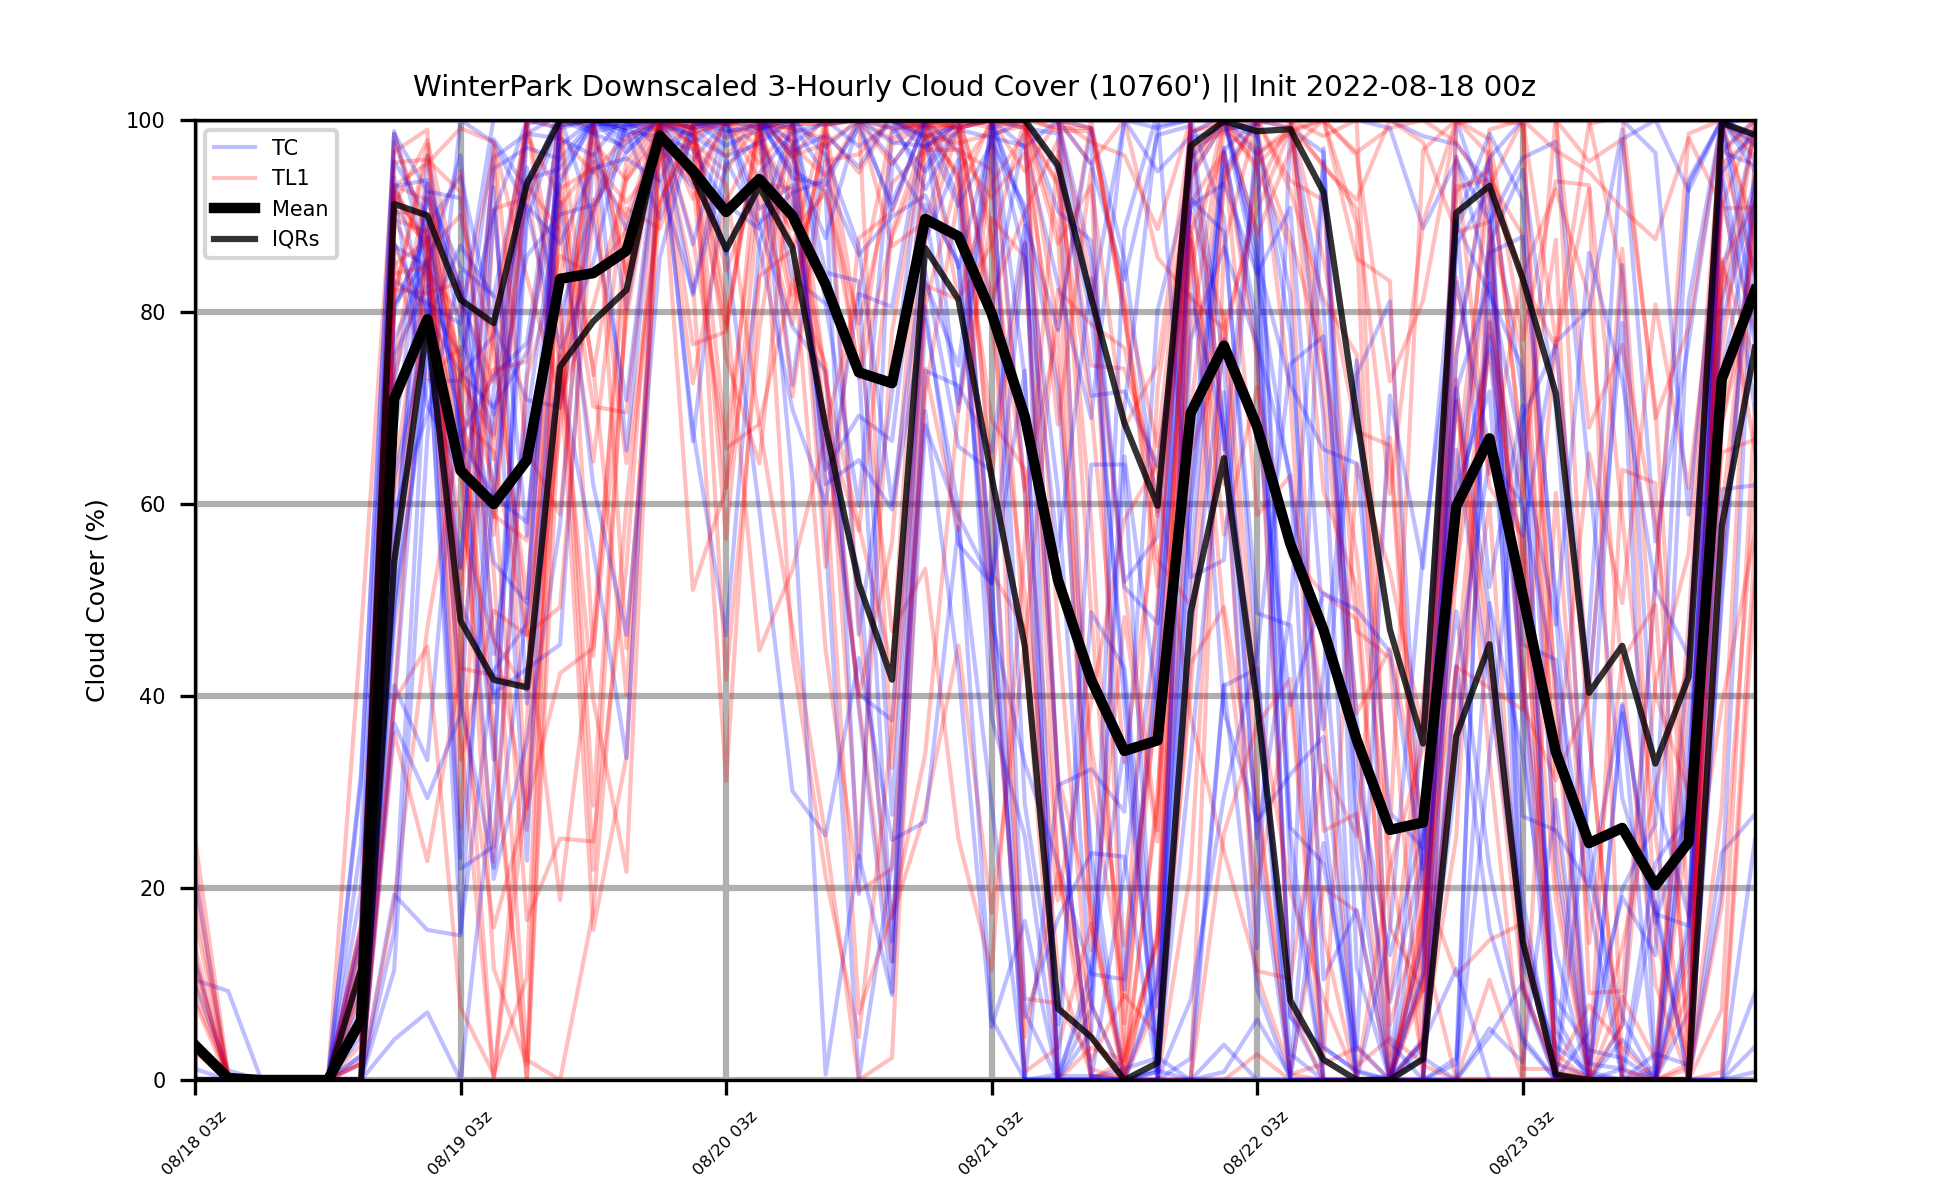 WinterPark Downscaled 3-Hourly Cloud Cover (10760') || Init 2022-08-18 00z
TC
TL1
Mean
IQRs
Cloud Cover (%)
100
80
60
40
20
0
08/18 03z
08/19 03z
08/20 03z
08/21 03z
08/22 03z
08/23 03z